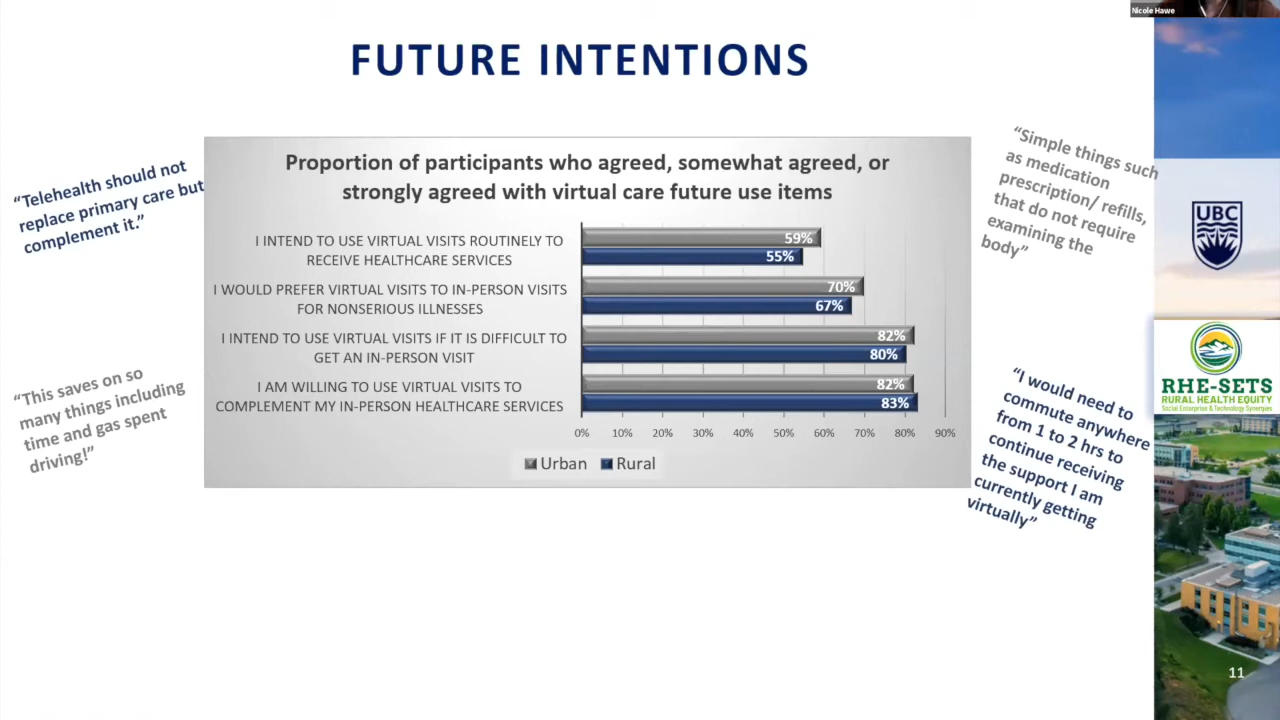 Nicole Hawe
FUTURE INTENTIONS
“Telehealth should not
replace primary care but
complement it.”
“This saves on so
many things including
time and gas spent
driving!”
Proportion of participants who agreed, somewhat agreed, or
strongly agreed with virtual care future use items
I INTEND TO USE VIRTUAL VISITS ROUTINELY TO
RECEIVE HEALTHCARE SERVICES
59%
55%
I WOULD PREFER VIRTUAL VISITS TO IN-PERSON VISITS
FOR NONSERIOUS ILLNESSES
70%
67%
I INTEND TO USE VIRTUAL VISITS IF IT IS DIFFICULT TO
GET AN IN-PERSON VISIT
82%
80%
I AM WILLING TO USE VIRTUAL VISITS TO
COMPLEMENT MY IN-PERSON HEALTHCARE SERVICES
82%
83%
0% 10% 20% 30% 40% 50% 60% 70% 80% 90%
Urban Rural
“Simple things such
as medication
prescription/ refills,
that do not require
examining the
body”
“I would need to
commute anywhere
from 1 to 2 hrs to
continue receiving
the support I am
currently getting
virtually”
UBC
RHE-SETS
RURAL HEALTH EQUITY
Social Enterprise & Technology Synergies
11